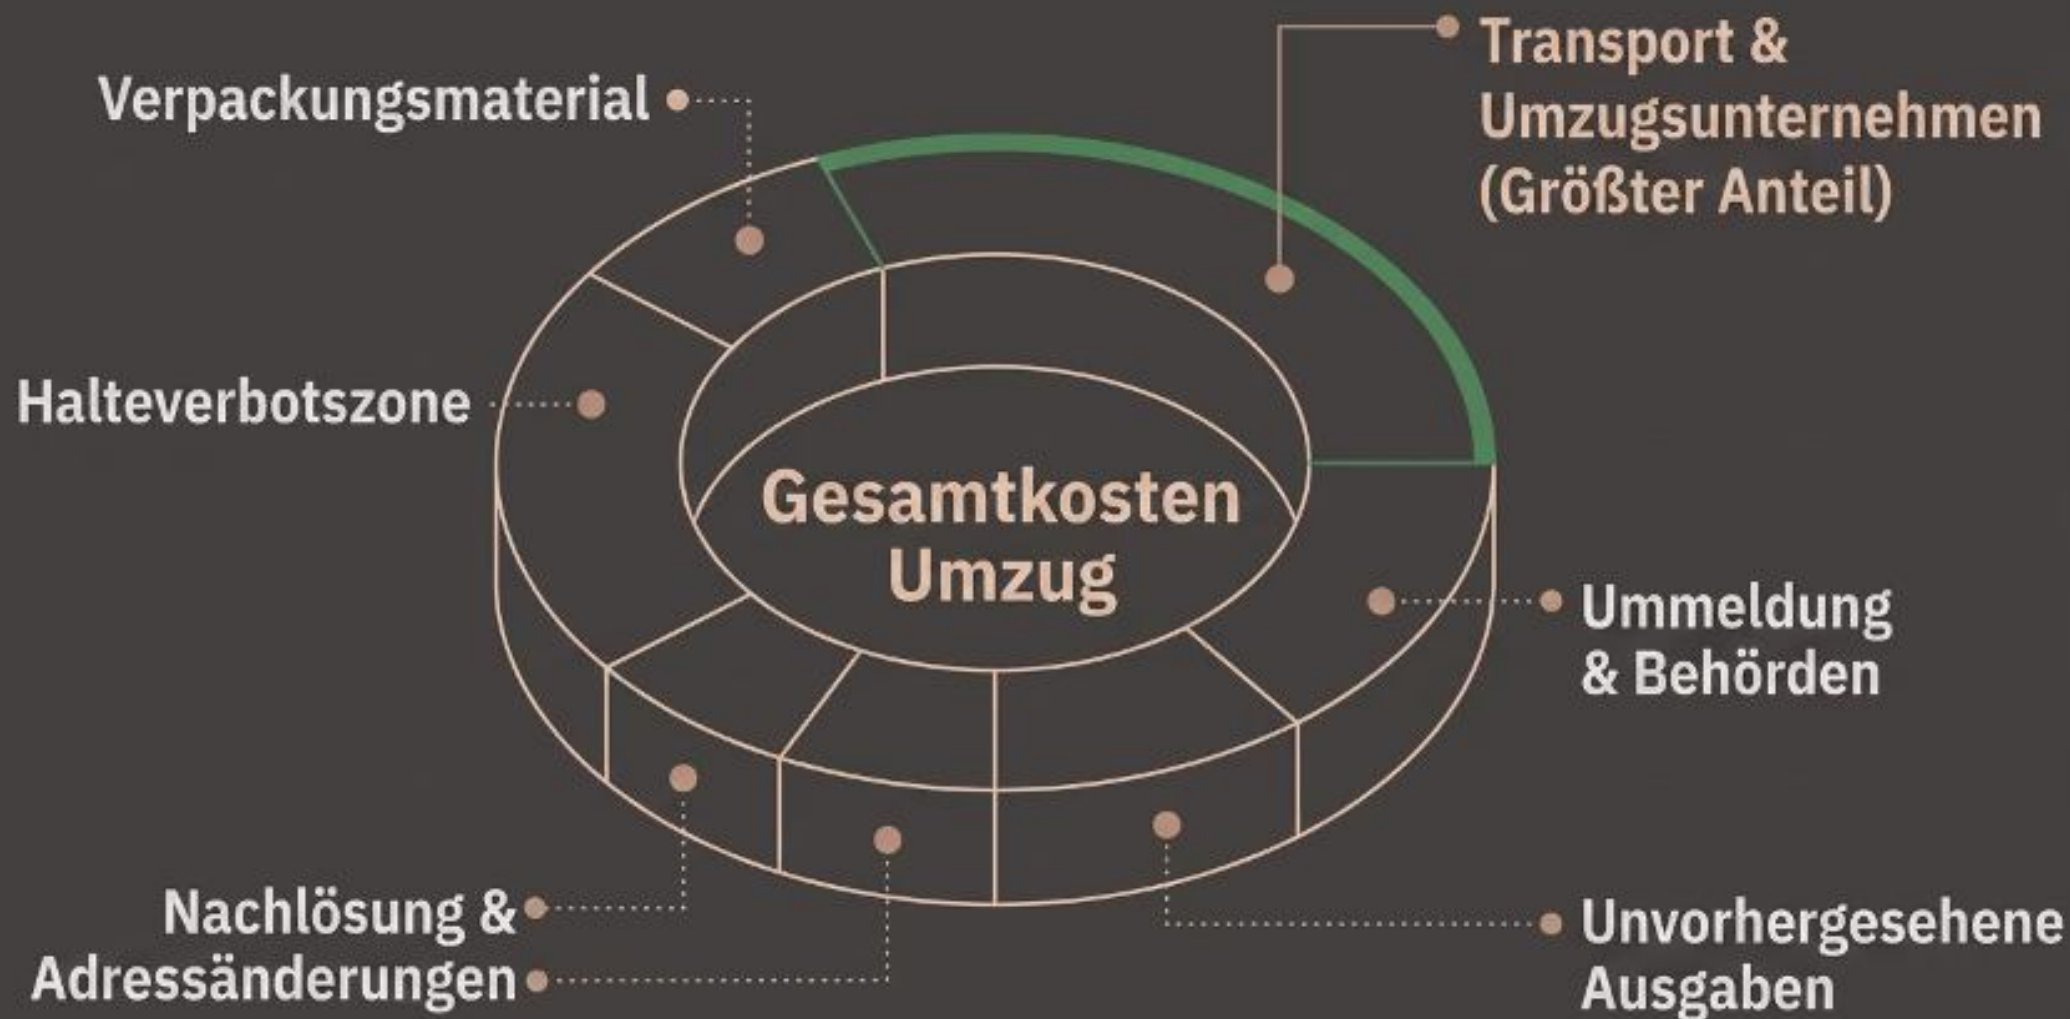 Verpackungsmaterial
Transport &
Umzugsunternehmen
(Größter Anteil)
Halteverbotszone
Gesamtkosten
Umzug
Ummeldung
& Behörden
Nachlösung &
Adressänderungen
Unvorhergesehene
Ausgaben